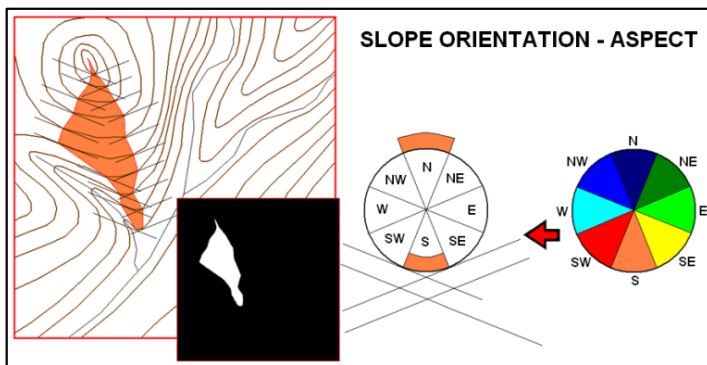 SLOPE ORIENTATION - ASPECT
N
NW NE
W E
SW SE
S
N
NW NE
W E
SW SE
S